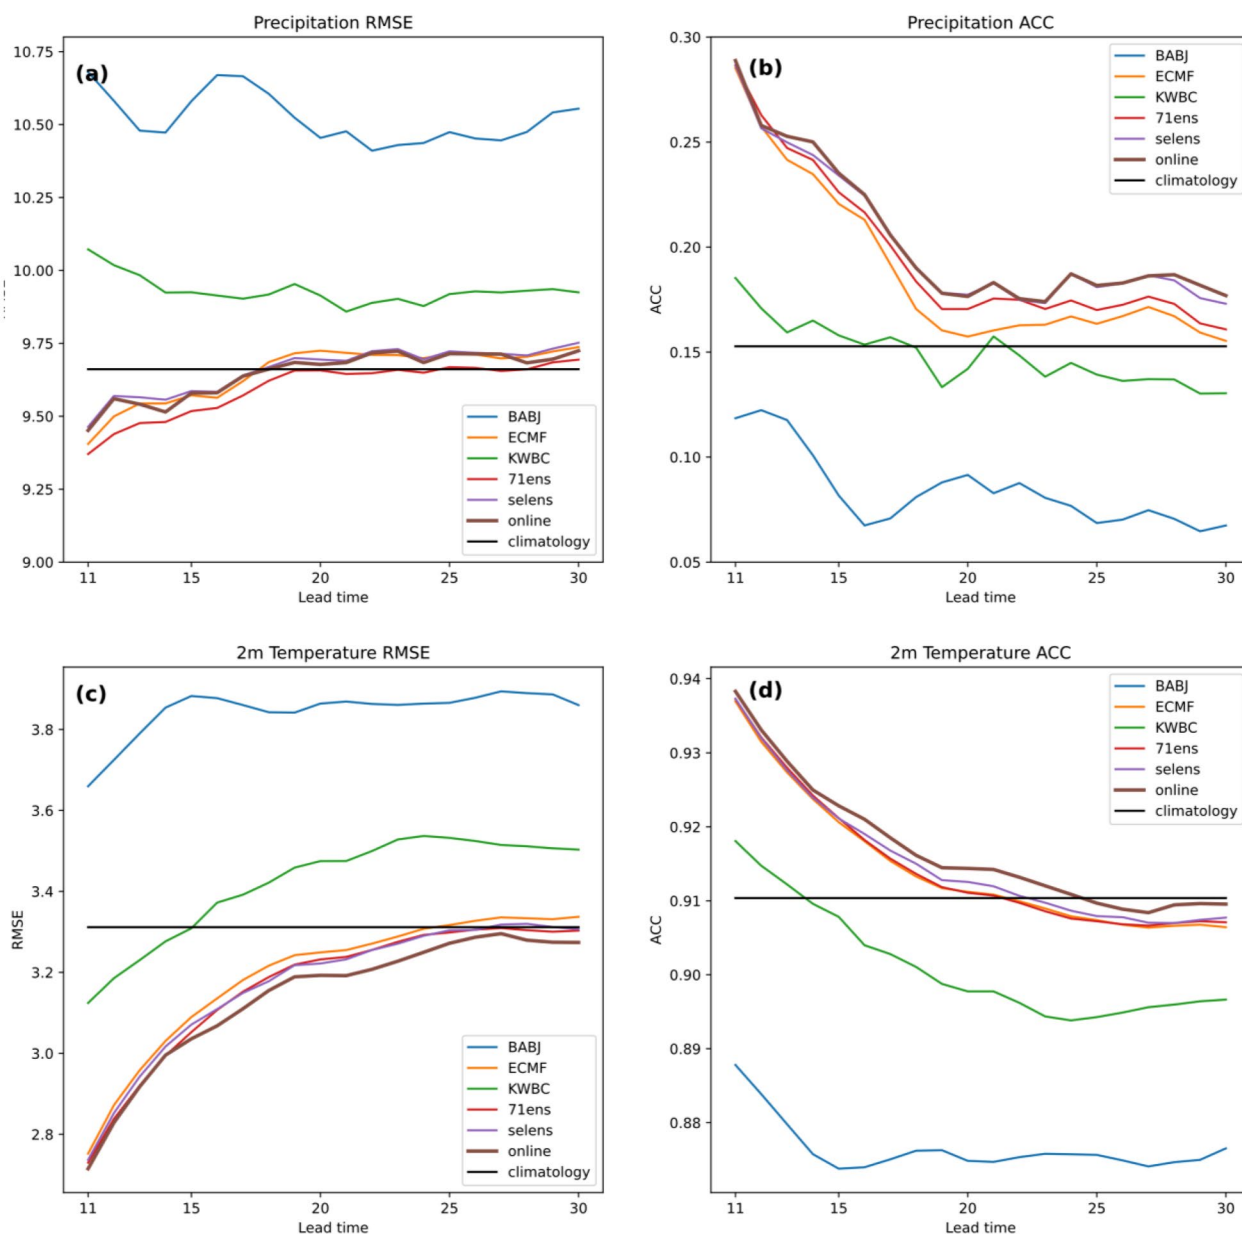 Precipitation RMSE
(a)
10.75
10.50
10.25
10.00
9.75
9.50
9.25
9.00
11 15 20 25 30
Lead time
BABJ
ECMF
KWBC
71ens
selens
online
climatology
Precipitation ACC
(b)
ACC
0.30
0.25
0.20
0.15
0.10
0.05
11 15 20 25 30
Lead time
BABJ
ECMF
KWBC
71ens
selens
online
climatology
2m Temperature RMSE
(c)
RMSE
3.8
3.6
3.4
3.2
3.0
2.8
11 15 20 25 30
Lead time
BABJ
ECMF
KWBC
71ens
selens
online
climatology
2m Temperature ACC
(d)
ACC
0.94
0.93
0.92
0.91
0.90
0.89
0.88
11 15 20 25 30
Lead time
BABJ
ECMF
KWBC
71ens
selens
online
climatology